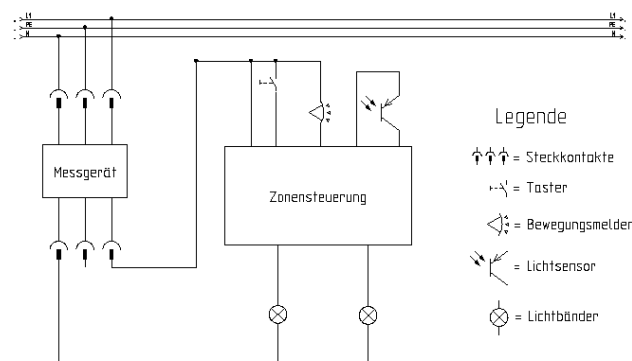 L1 L1
PE PE
N N
Legende
Messgerät
= Steckkontakte
Zonensteuerung
= Taster
= Bewegungsmelder
= Lichtsensor
= Lichtbänder